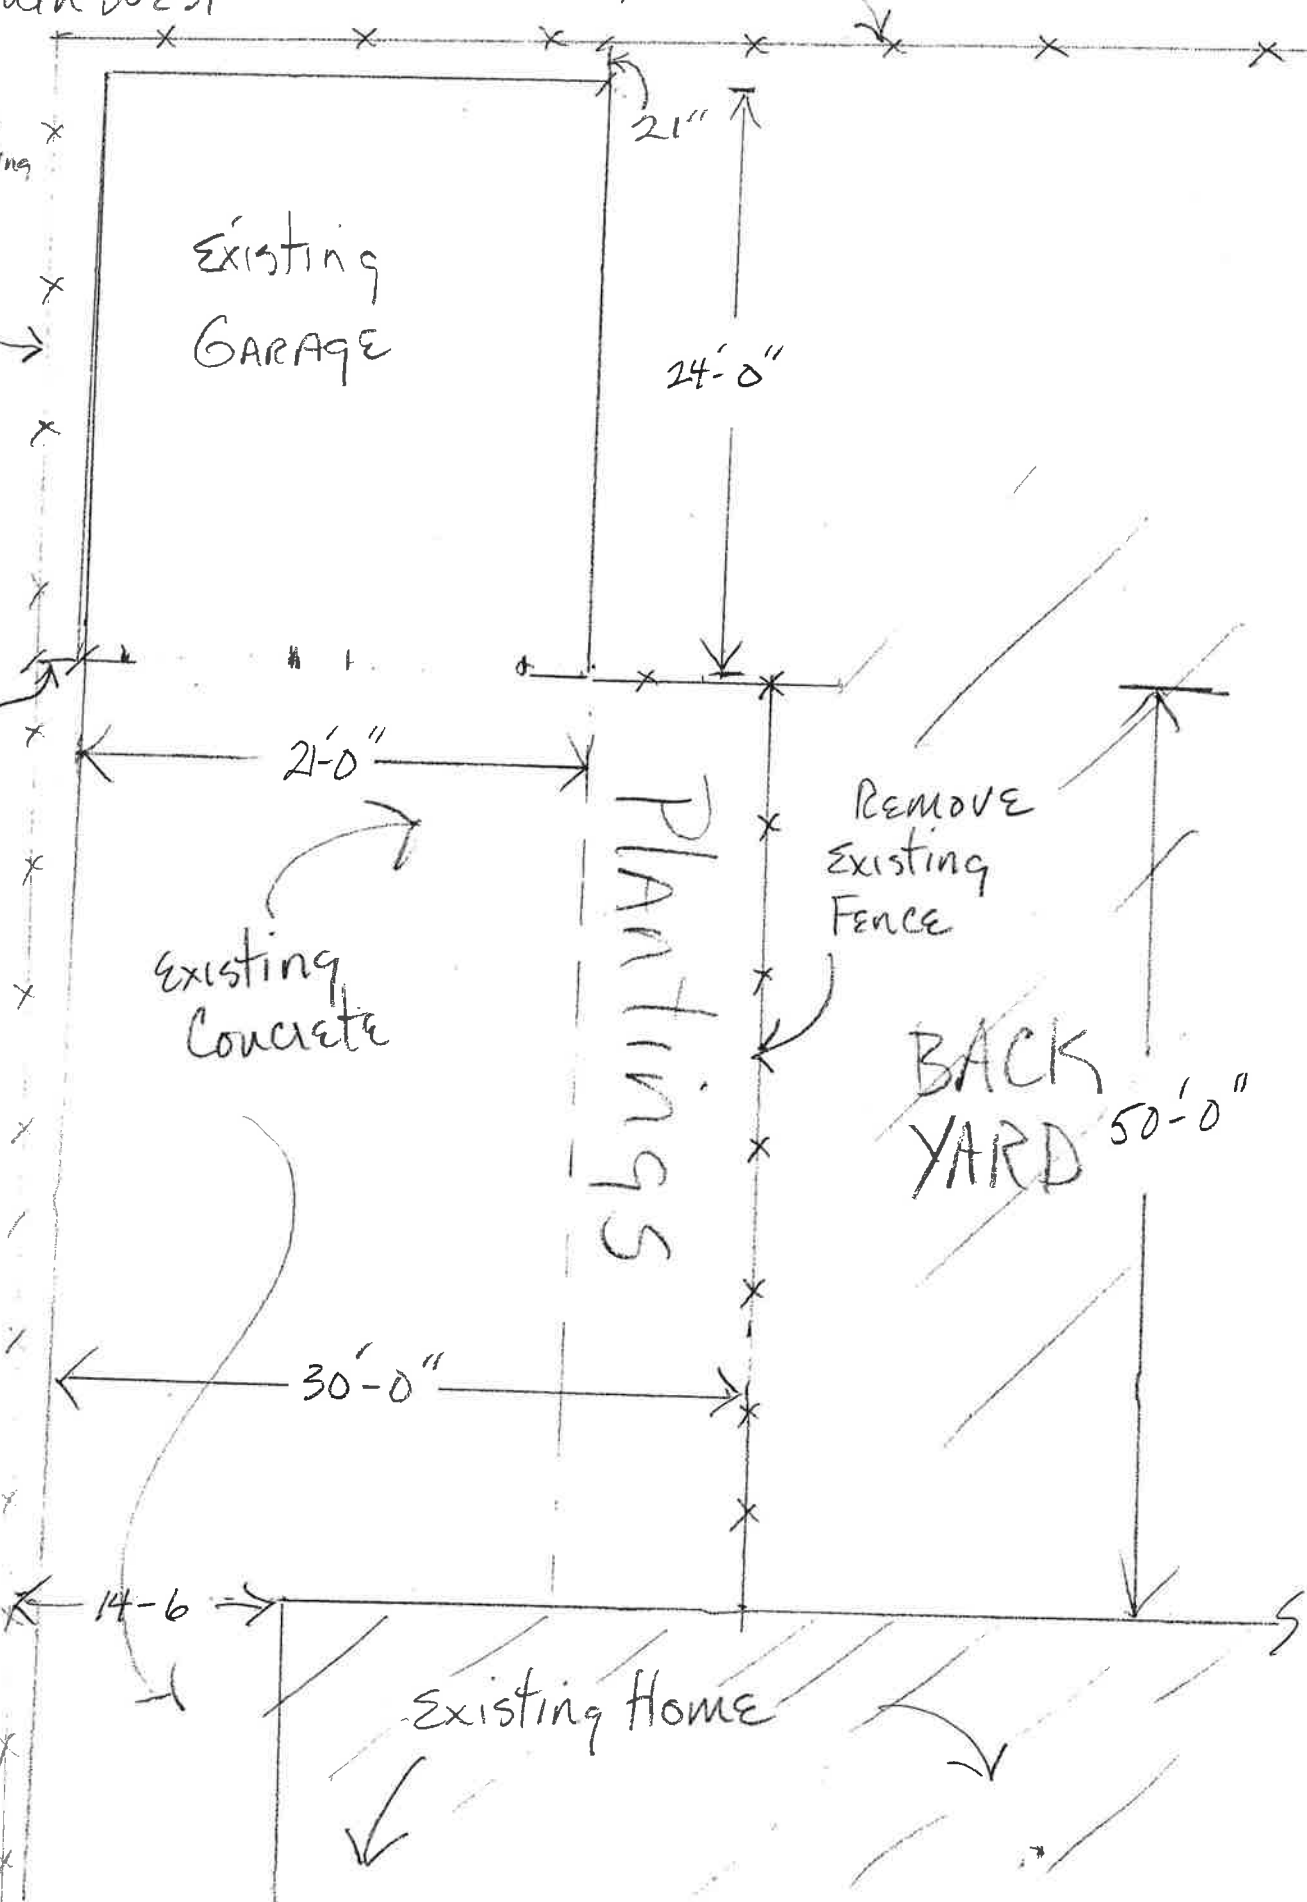 21"
Existing
GARAGE
24'-0"
21'-0"
Plantings
Remove
Existing
Fence
Existing
Concrete
BACK
YARD
50'-0"
30'-0"
14-6
Existing Home